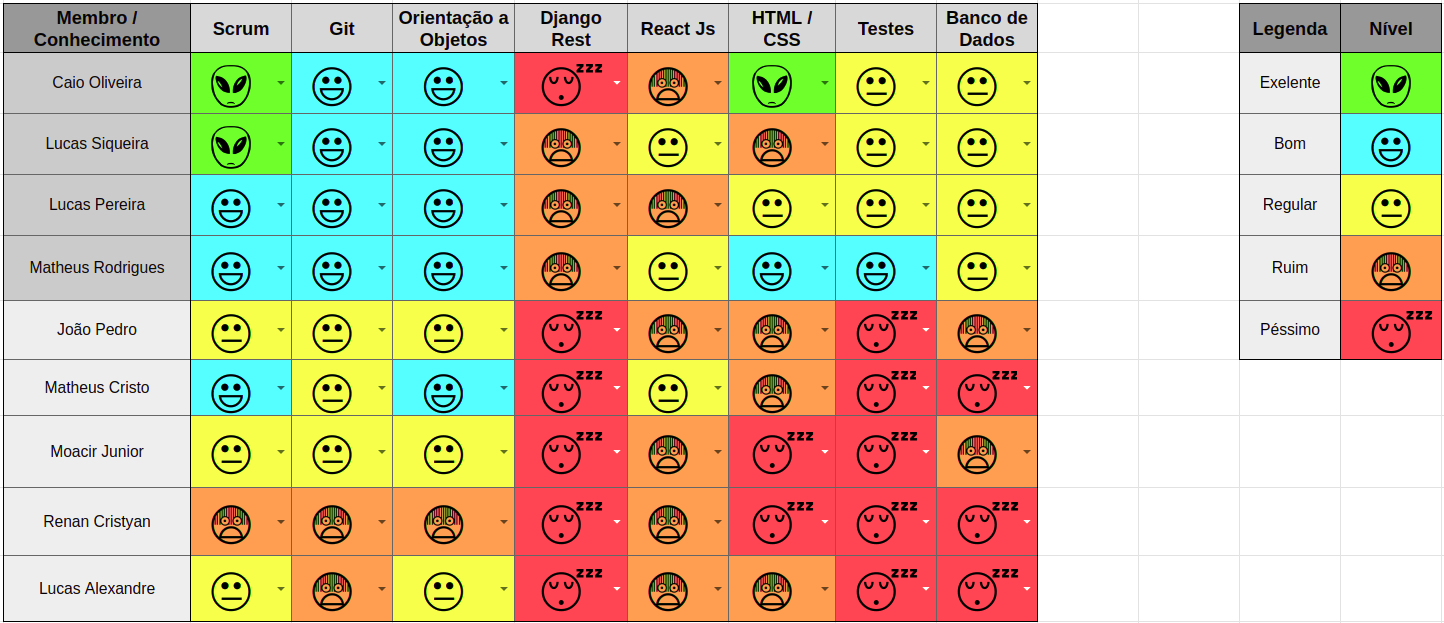 Membro /
Conhecimento
Scrum
Git
Orientação a
Objetos
Django
Rest
React Js
HTML /
CSS
Testes
Banco de
Dados
Legenda
Nível
Caio Oliveira
zzz
Exelente
Lucas Siqueira
Bom
Lucas Pereira
Regular
Matheus Rodrigues
Ruim
João Pedro
zzz
zzz
Péssimo
zzz
Matheus Cristo
zzz
zzz
zzz
Moacir Junior
zzz
zzz
zzz
Renan Cristyan
zzz
zzz
zzz
zzz
Lucas Alexandre
zzz
zzz
zzz